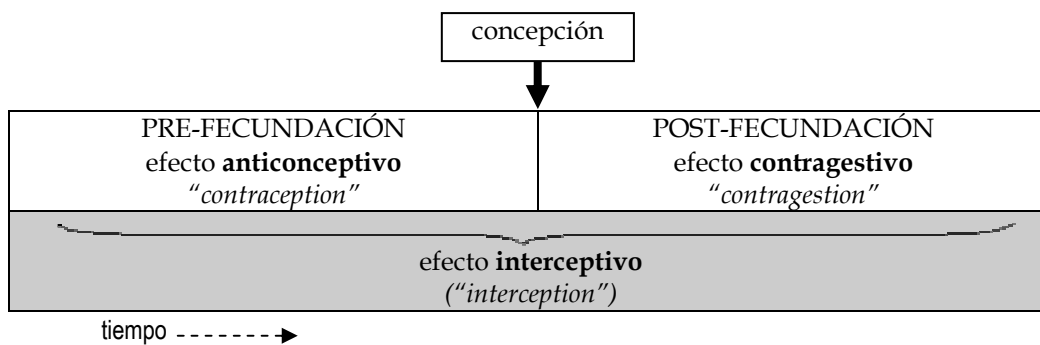 concepción
PRE-FECUNDACIÓN
efecto anticonceptivo
“contraception”
POST-FECUNDACIÓN
efecto contragestivo
“contragestion”
efecto interceptivo
(“interception”)
tiempo